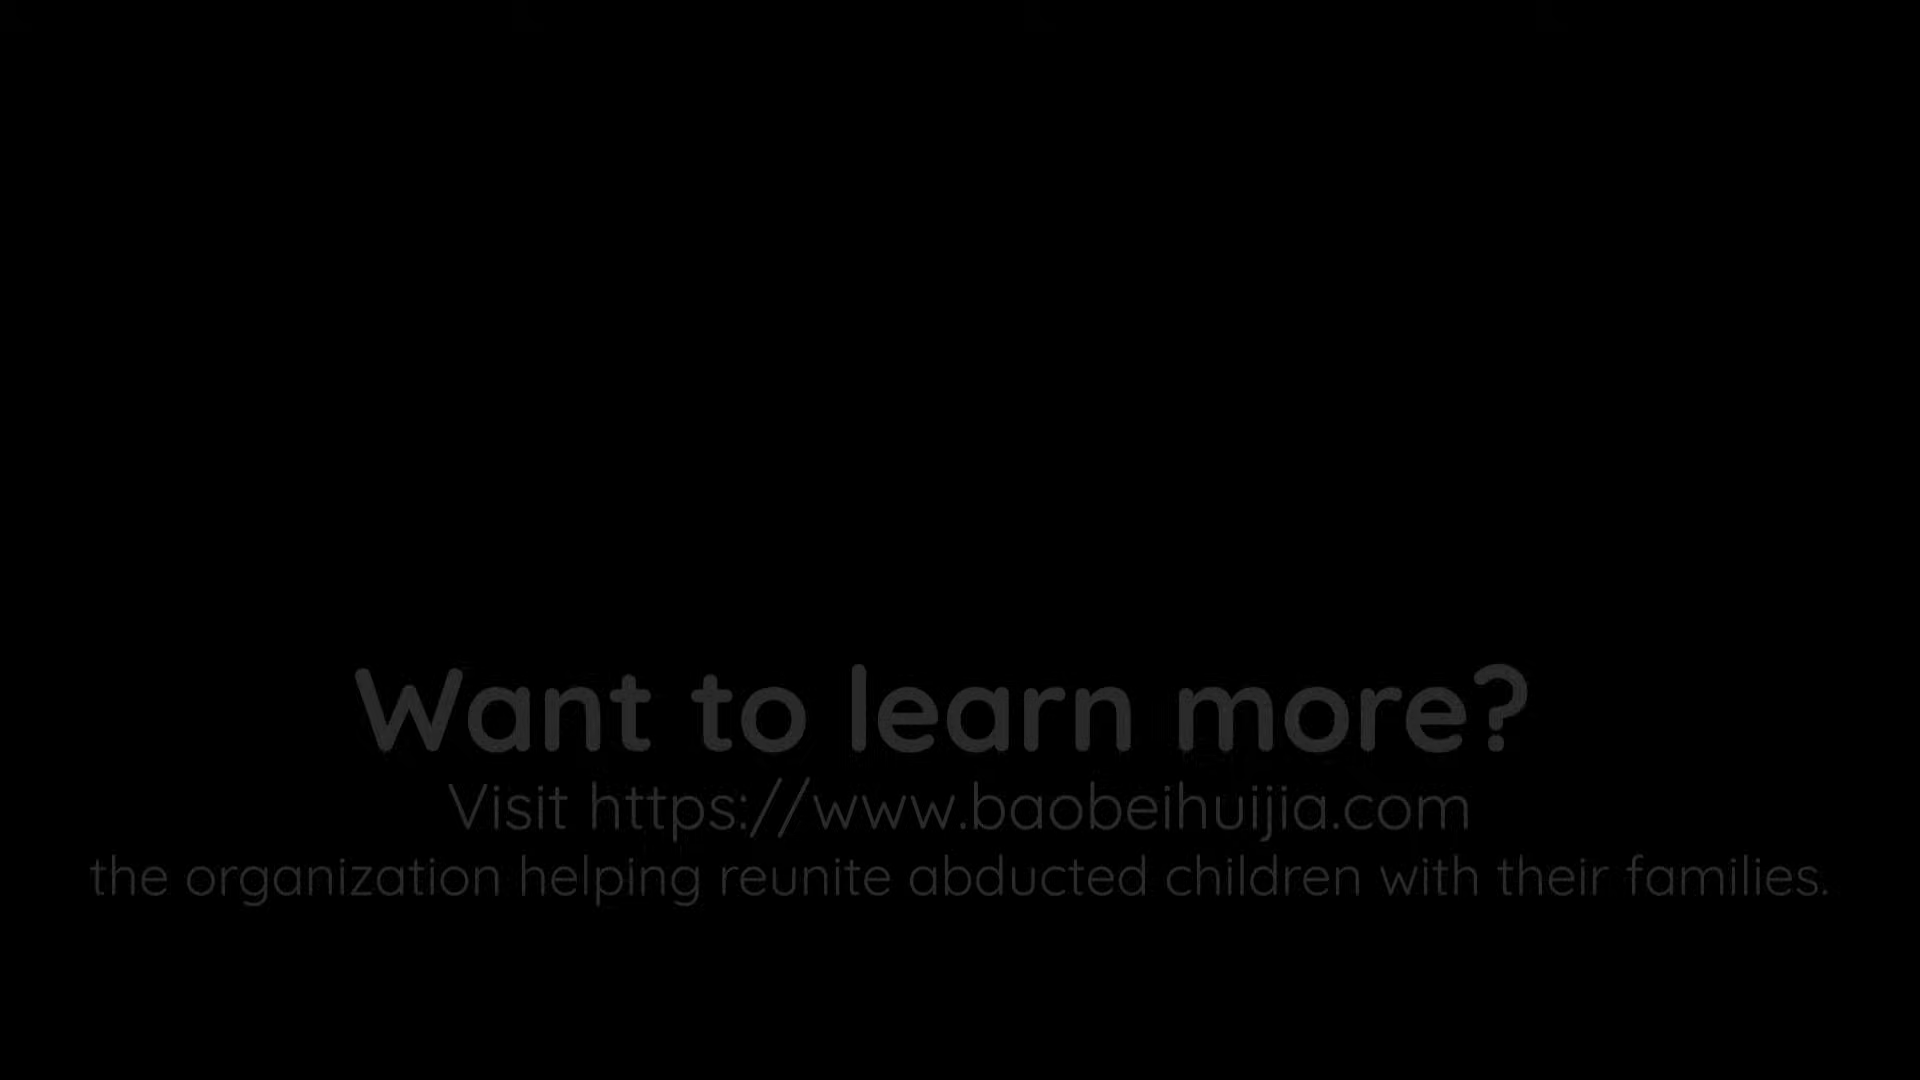 Want to learn more?
Visit https://www.baobeihuijia.com
the organization helping reunite abducted children with their families.